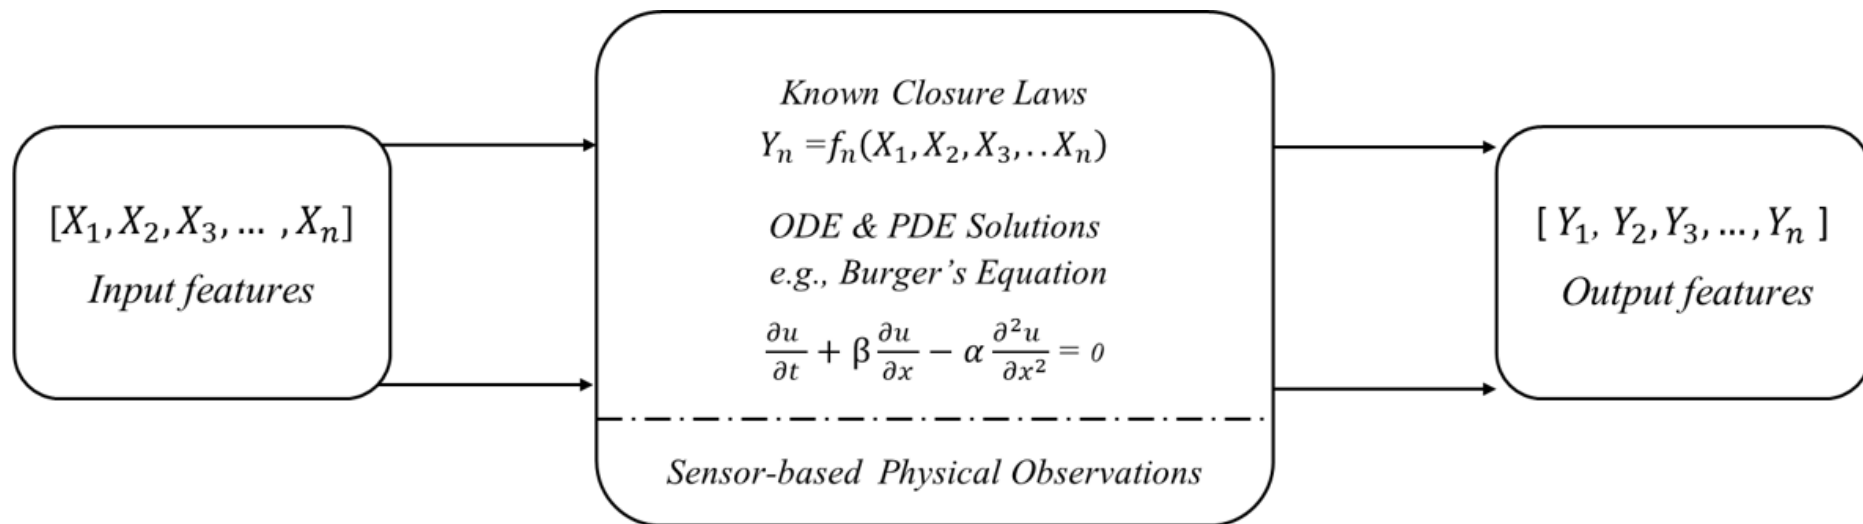 [X₁, X₂, X₃, ... , Xₙ]
Input features
Known Closure Laws
Yₙ =fₙ(X₁, X₂, X₃, . . Xₙ)
ODE & PDE Solutions
e.g., Burger's Equation
∂u/∂t + β ∂u/∂x − α ∂²u/∂x² = 0
Sensor-based Physical Observations
[ Y₁, Y₂, Y₃, ..., Yₙ ]
Output features